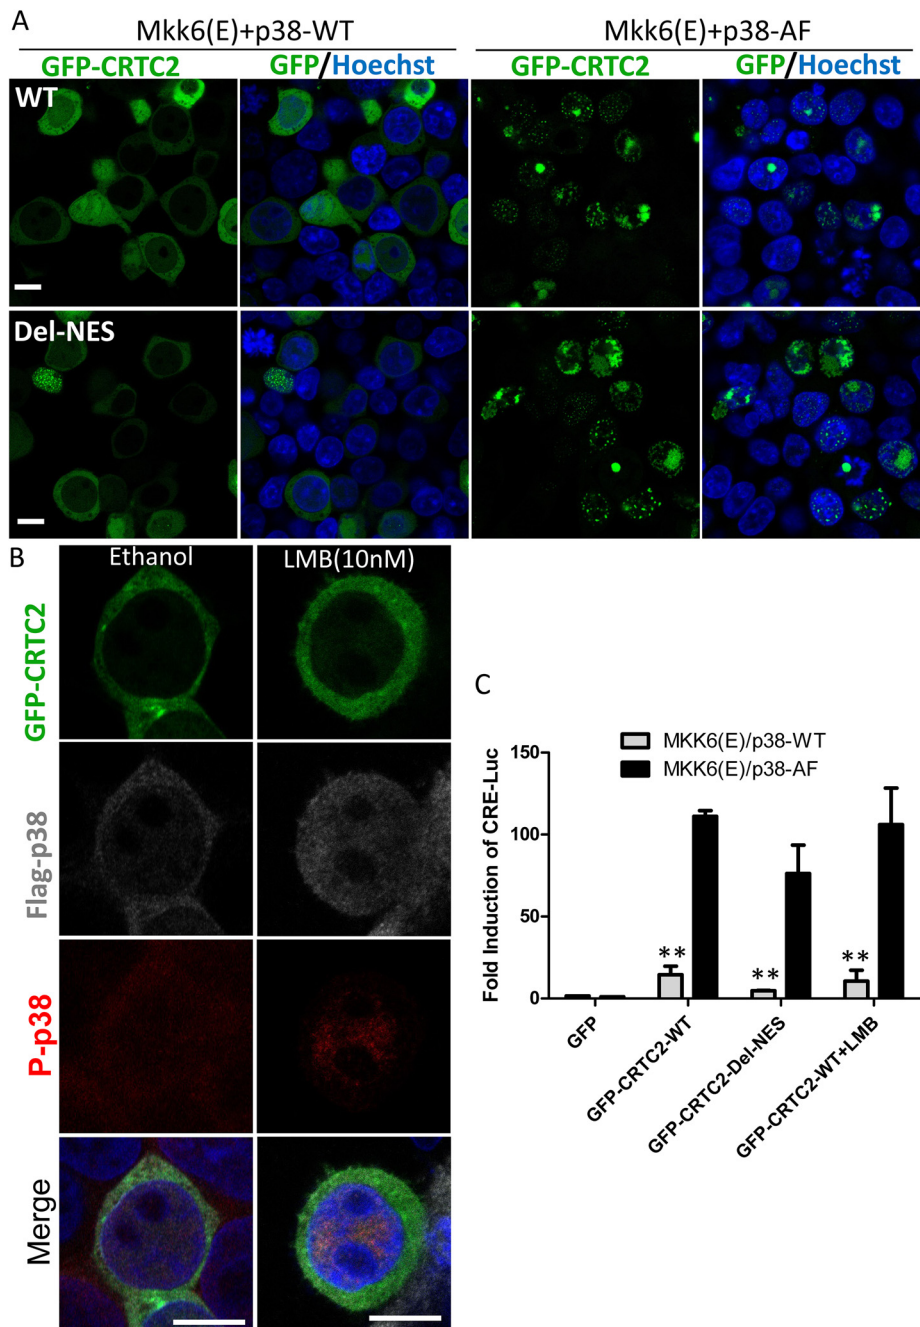 A
Mkk6(E)+p38-WT
Mkk6(E)+p38-AF
GFP-CRTC2
GFP/Hoechst
GFP-CRTC2
GFP/Hoechst
WT
Del-NES
B
Ethanol
LMB(10nM)
GFP-CRTC2
Flag-p38
P-p38
Merge
C
MKK6(E)/p38-WT
MKK6(E)/p38-AF
Fold Induction of CRE-Luc
150
100
50
0
**
**
**
GFP
GFP-CRTC2-WT
GFP-CRTC2-Del-NES
GFP-CRTC2-WT+LMB